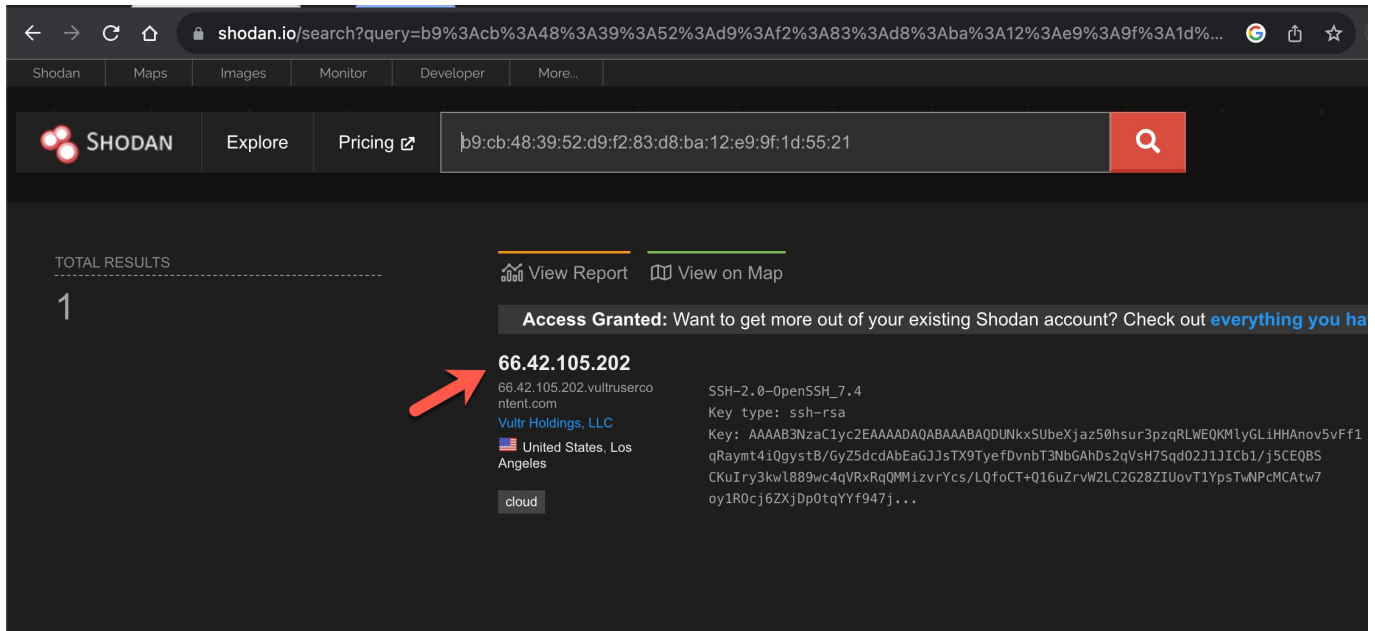 shodan.io/search?query=b9%3Acb%3A48%3A39%3A52%3Ad9%3Af2%3A83%3Ad8%3Aba%3A12%3Ae9%3A9f%3A1d%...
Shodan Maps Images Monitor Developer More...
SHODAN Explore Pricing b9:cb:48:39:52:d9:f2:83:d8:ba:12:e9:9f:1d:55:21
TOTAL RESULTS
1
View Report View on Map
Access Granted: Want to get more out of your existing Shodan account? Check out everything you ha
66.42.105.202
66.42.105.202.vultruserco
ntent.com
Vultr Holdings, LLC
United States, Los
Angeles
cloud
SSH-2.0-OpenSSH_7.4
Key type: ssh-rsa
Key: AAAAB3NzaC1yc2EAAAADAQABAAABAQDUNkxSUbeXjaz50hsur3pzqRLWEQKMlyGLiHHAnov5vFf1
qRaymt4iQgystB/GyZ5dcdAbEaGJJsTX9TyefDvnbT3NbGAhDs2qVsH7SqdO2J1JICb1/j5CEQBS
CKuIry3kwl889wc4qVRxRqQMMizvrYcs/LQfoCT+Q16uZrvW2LC2G28ZIUovT1YpsTwNPcMCAtw7
oy1ROcj6ZXjDpOtqYYf947j...